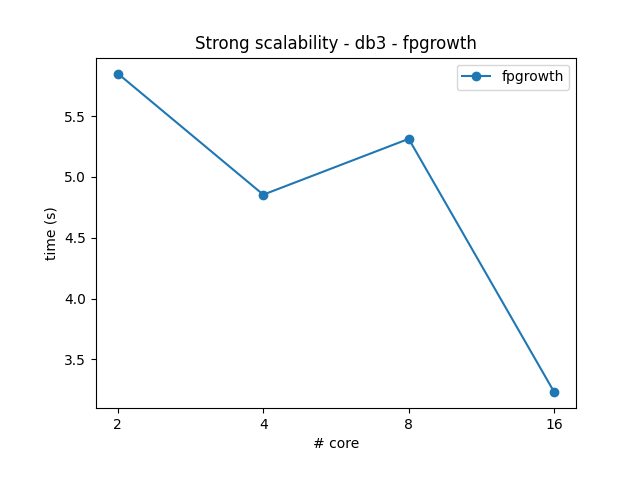 Strong scalability - db3 - fpgrowth
fpgrowth
5.5
5.0
4.5
4.0
3.5
time (s)
2 4 8 16
# core